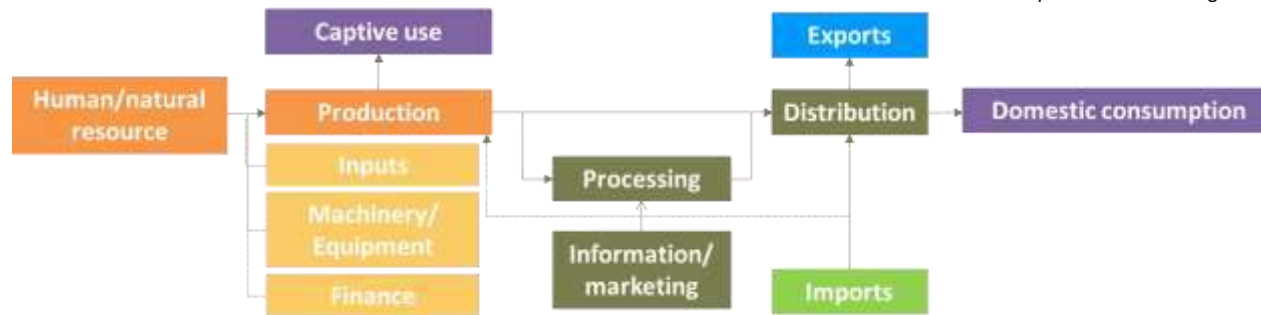 Captive use
Exports
Human/natural
resource
Production
Distribution
Domestic consumption
Inputs
Processing
Machinery/
Equipment
Information/
marketing
Finance
Imports